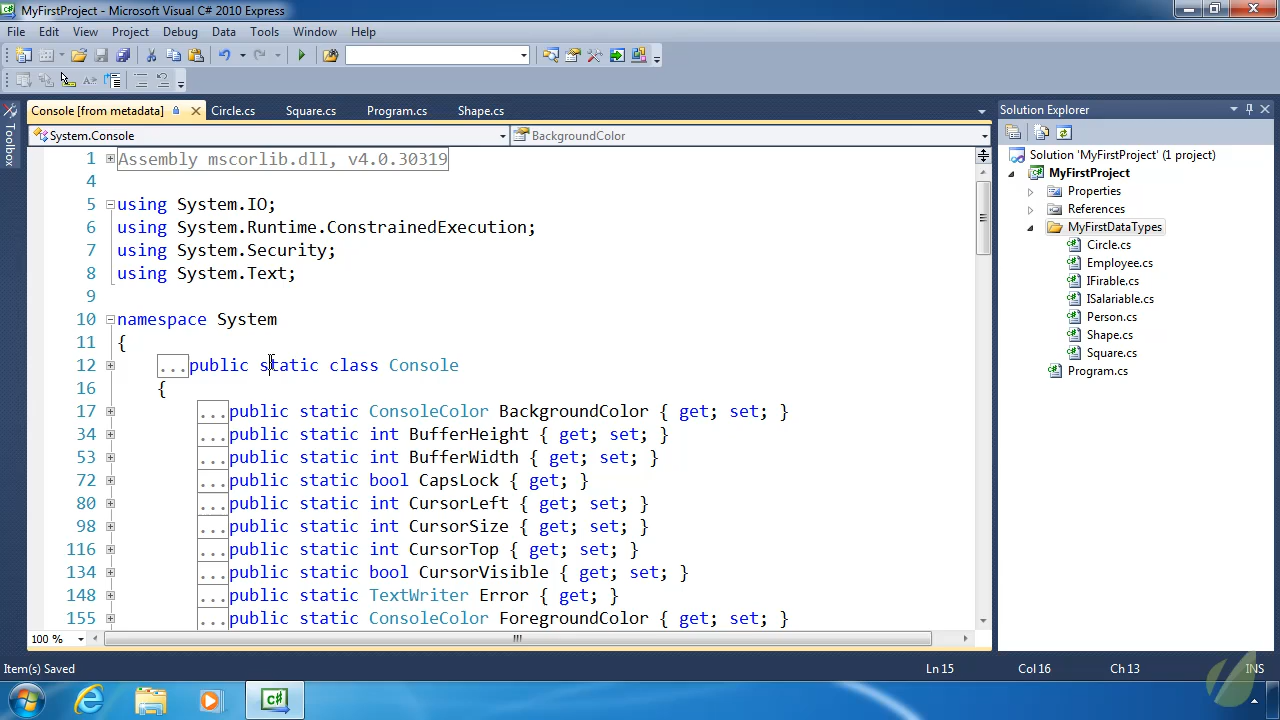 MyFirstProject - Microsoft Visual C# 2010 Express
File Edit View Project Debug Data Tools Window Help
Console [from metadata] Circle.cs Square.cs Program.cs Shape.cs
System.Console BackgroundColor
Toolbox
1 Assembly mscorlib.dll, v4.0.30319
4
5 using System.IO;
6 using System.Runtime.ConstrainedExecution;
7 using System.Security;
8 using System.Text;
9
10 namespace System
11 {
12 ...public static class Console
16 {
17 ...public static ConsoleColor BackgroundColor { get; set; }
34 ...public static int BufferHeight { get; set; }
53 ...public static int BufferWidth { get; set; }
72 ...public static bool CapsLock { get; }
80 ...public static int CursorLeft { get; set; }
98 ...public static int CursorSize { get; set; }
116 ...public static int CursorTop { get; set; }
134 ...public static bool CursorVisible { get; set; }
148 ...public static TextWriter Error { get; }
155 ...public static ConsoleColor ForegroundColor { get; set; }
100 %
Solution Explorer
Solution 'MyFirstProject' (1 project)
MyFirstProject
Properties
References
MyFirstDataTypes
Circle.cs
Employee.cs
IFirable.cs
ISalariable.cs
Person.cs
Shape.cs
Square.cs
Program.cs
Item(s) Saved Ln 15 Col 16 Ch 13 INS
C#